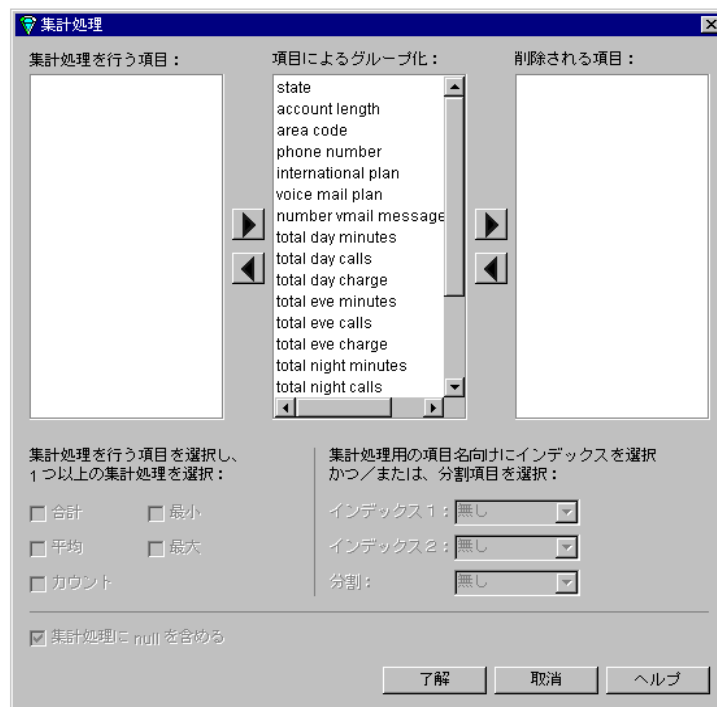 集計処理
集計処理を行う項目：
項目によるグループ化：
削除される項目：
state
account length
area code
phone number
international plan
voice mail plan
number vmail message
total day minutes
total day calls
total day charge
total eve minutes
total eve calls
total eve charge
total night minutes
total night calls
集計処理を行う項目を選択し、
1つ以上の集計処理を選択：
合計
最小
平均
最大
カウント
集計処理用の項目名向けにインデックスを選択
かつ／または、分割項目を選択：
インデックス１：無し
インデックス２：無し
分割：無し
集計処理に null を含める
了解
取消
ヘルプ